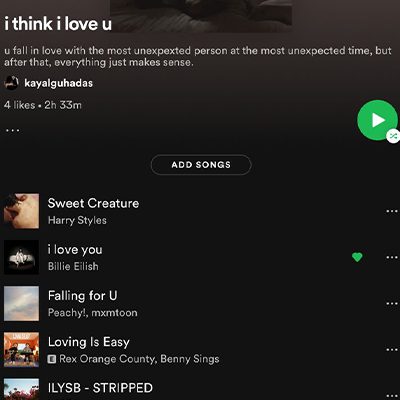 i think i love u
u fall in love with the most unexpexted person at the most unexpected time, but
after that, everything just makes sense.
kayalguhadas
4 likes • 2h 33m
ADD SONGS
Sweet Creature
Harry Styles
i love you
Billie Eilish
Falling for U
Peachy!, mxmtoon
Loving Is Easy
E Rex Orange County, Benny Sings
ILYSB - STRIPPED